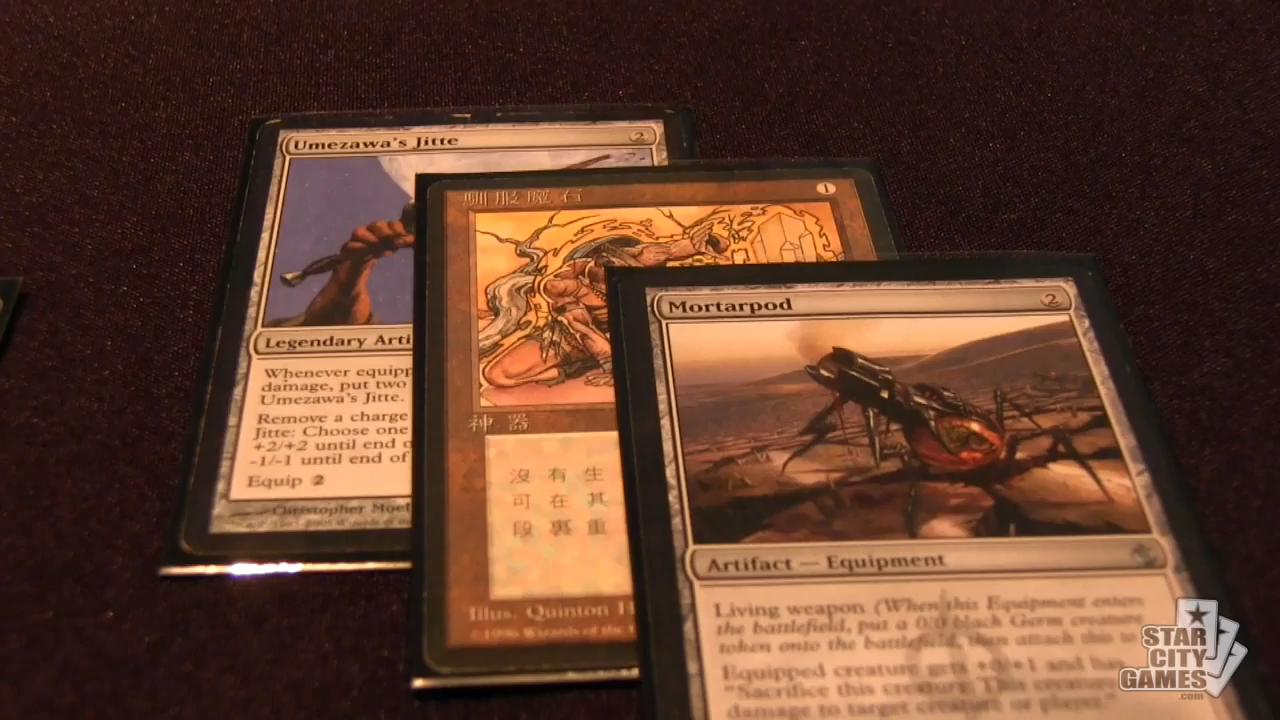 Umezawa's Jitte
2
Legendary Arti
Whenever equipp
damage, put two
Umezawa's Jitte.
Remove a charge
Jitte: Choose one
+2/+2 until end o
-1/-1 until end of
Equip 2
Christopher Moel
馴服魔石
1
神器
沒有生
可在其
段裏重
Illus. Quinton H
©1996 Wizards of the
Mortarpod
2
Artifact — Equipment
Living weapon (When this Equipment enters
the battlefield, put a 0/0 black Germ creature
token onto the battlefield, then attach this to
Equipped creature gets +0/+1 and has
"Sacrifice this creature: This creature
damage to target creature or player."
STAR
CITY
GAMES
.com